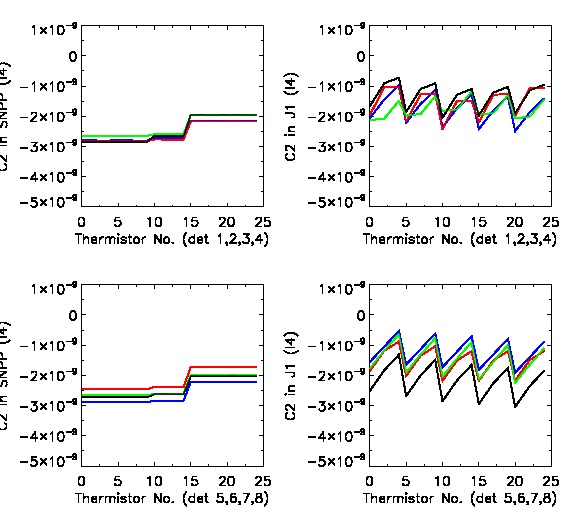 1×10⁻⁹ 1×10⁻⁹
0 0
−1×10⁻⁹ −1×10⁻⁹
−2×10⁻⁹ −2×10⁻⁹
−3×10⁻⁹ −3×10⁻⁹
−4×10⁻⁹ −4×10⁻⁹
−5×10⁻⁹ −5×10⁻⁹
C2 in SNPP (I4) C2 in J1 (I4)
0 5 10 15 20 25 0 5 10 15 20 25
Thermistor No. (det 1,2,3,4) Thermistor No. (det 1,2,3,4)
1×10⁻⁹ 1×10⁻⁹
0 0
−1×10⁻⁹ −1×10⁻⁹
−2×10⁻⁹ −2×10⁻⁹
−3×10⁻⁹ −3×10⁻⁹
−4×10⁻⁹ −4×10⁻⁹
−5×10⁻⁹ −5×10⁻⁹
C2 in SNPP (I4) C2 in J1 (I4)
0 5 10 15 20 25 0 5 10 15 20 25
Thermistor No. (det 5,6,7,8) Thermistor No. (det 5,6,7,8)